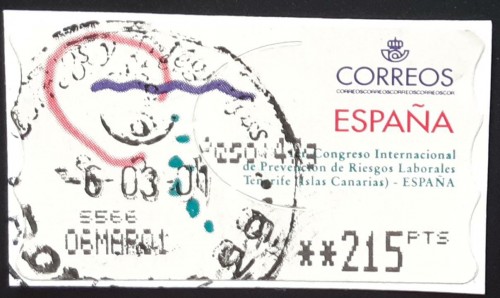 CORREOS
CORREOSCORREOSCORREOSCORREOSCOR
ESPAÑA
Congreso Internacional
de Prevención de Riesgos Laborales
Tenerife (Islas Canarias) - ESPAÑA
-6-03 01
06MAR01
**215 PTS